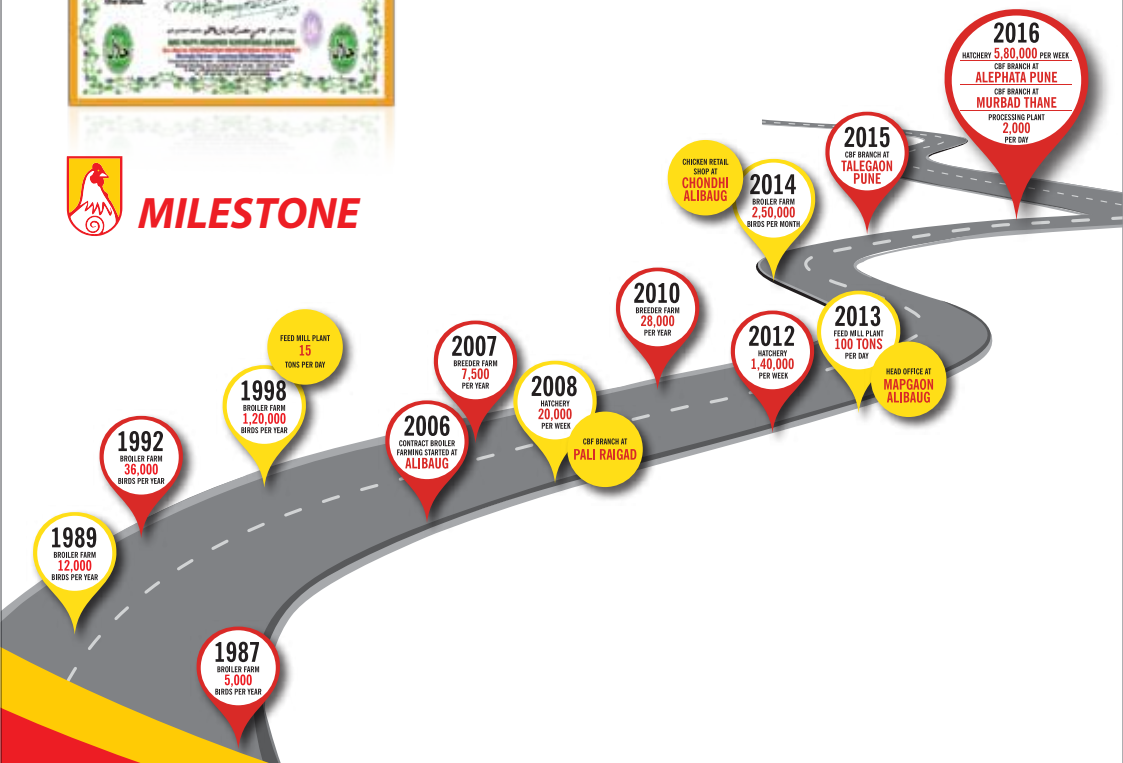 the World.
حلال
حلال
MILESTONE
1987
BROILER FARM
5,000
BIRDS PER YEAR
1989
BROILER FARM
12,000
BIRDS PER YEAR
1992
BROILER FARM
36,000
BIRDS PER YEAR
FEED MILL PLANT
15
TONS PER DAY
1998
BROILER FARM
1,20,000
BIRDS PER YEAR
2006
CONTRACT BROILER
FARMING STARTED AT
ALIBAUG
2007
BREEDER FARM
7,500
PER YEAR
2008
HATCHERY
20,000
PER WEEK
CBF BRANCH AT
PALI RAIGAD
2010
BREEDER FARM
28,000
PER YEAR
2012
HATCHERY
1,40,000
PER WEEK
2013
FEED MILL PLANT
100 TONS
PER DAY
HEAD OFFICE AT
MAPGAON
ALIBAUG
CHICKEN RETAIL
SHOP AT
CHONDHI
ALIBAUG
2014
BROILER FARM
2,50,000
BIRDS PER MONTH
2015
CBF BRANCH AT
TALEGAON
PUNE
2016
HATCHERY 5,80,000 PER WEEK
CBF BRANCH AT
ALEPHATA PUNE
CBF BRANCH AT
MURBAD THANE
PROCESSING PLANT
2,000
PER DAY